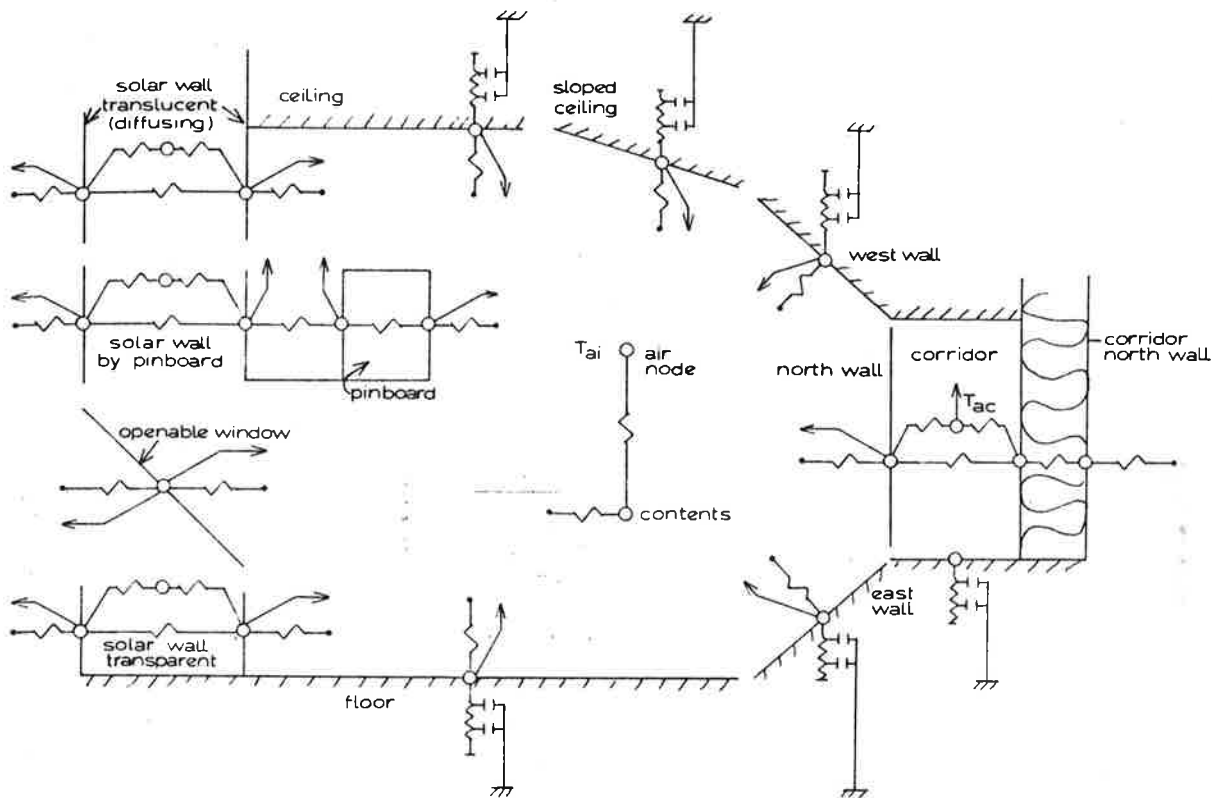 solar wall
translucent
(diffusing)
ceiling
sloped
ceiling
west wall
solar wall
by pinboard
pinboard
Tai
air
node
north wall
corridor
corridor
north wall
Tac
openable window
contents
east
wall
solar wall
transparent
floor